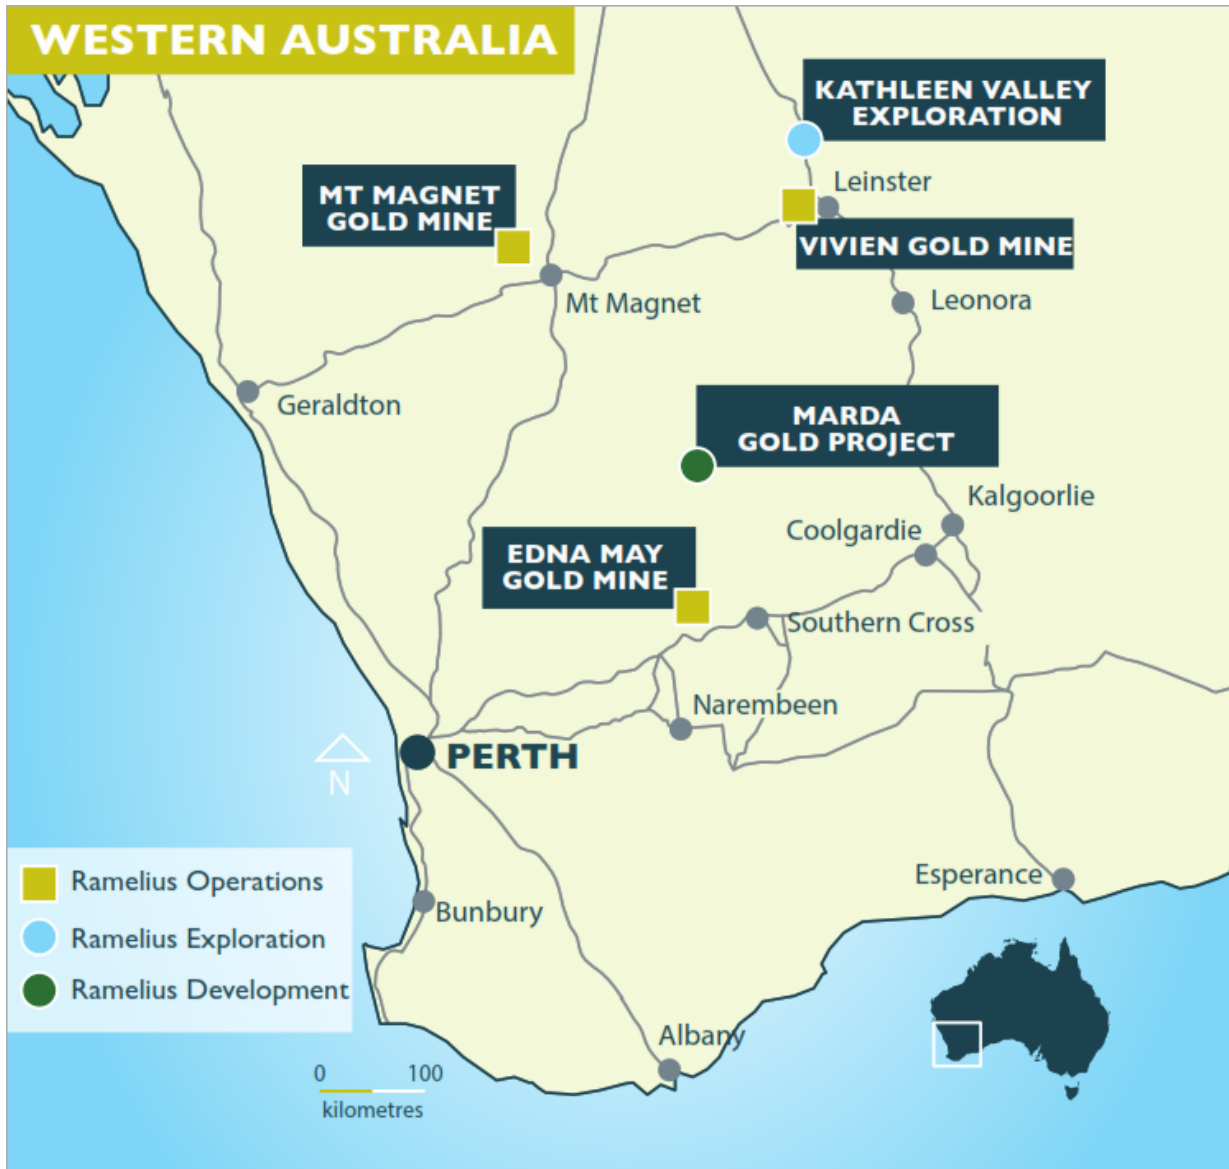 WESTERN AUSTRALIA
KATHLEEN VALLEY
EXPLORATION
MT MAGNET
GOLD MINE
Leinster
VIVIEN GOLD MINE
Mt Magnet
Leonora
Geraldton
MARDA
GOLD PROJECT
Kalgoorlie
Coolgardie
EDNA MAY
GOLD MINE
Southern Cross
Narembeen
PERTH
N
Ramelius Operations
Ramelius Exploration
Ramelius Development
Esperance
Bunbury
Albany
0 100
kilometres